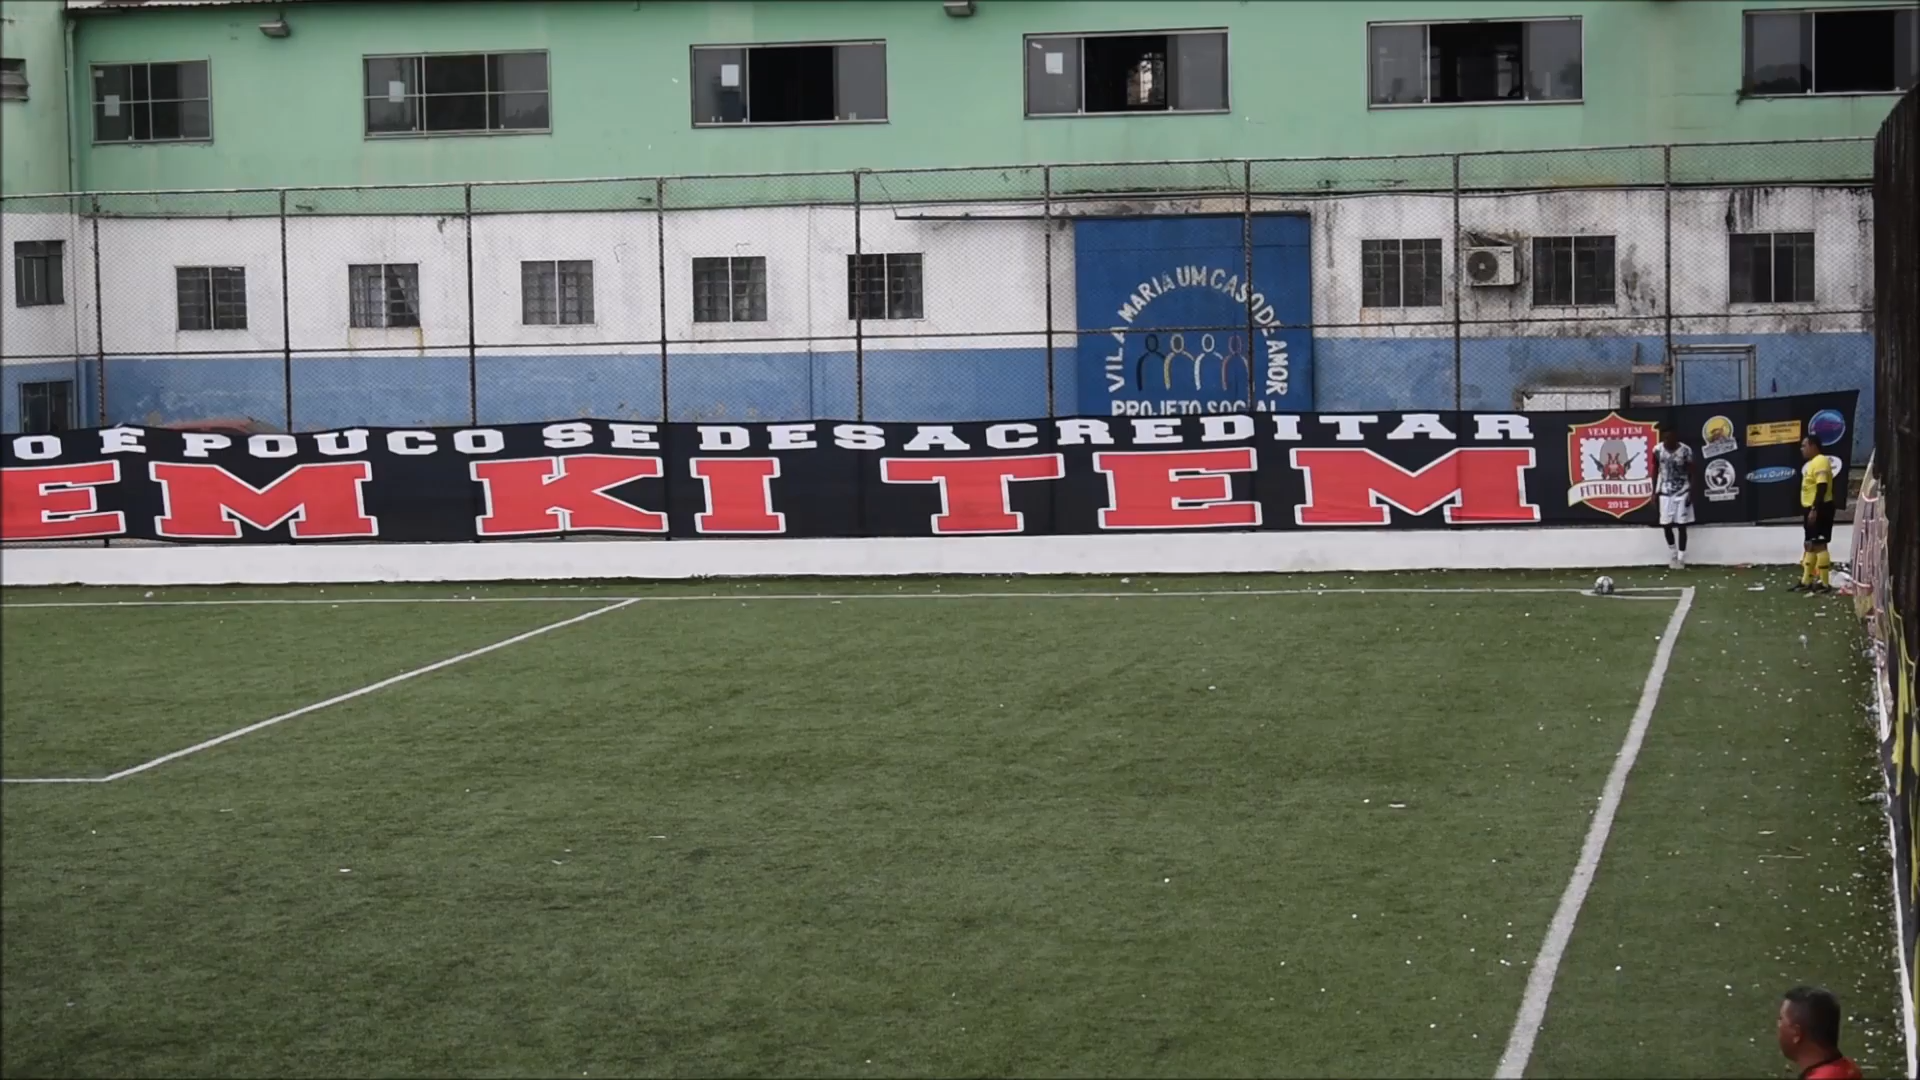 VILA MARIA UM CASO DE AMOR
PROJETO SOCIAL
O É POUCO SE DESACREDITAR
EM KI TEM
VEM KI TEM
FUTEBOL CLUB
2012